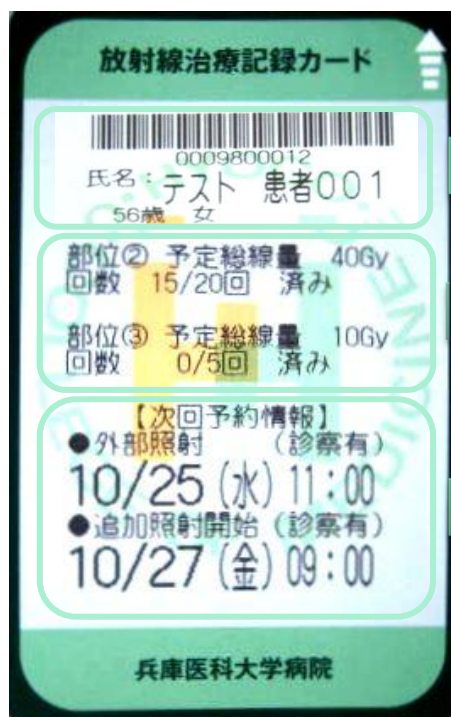 放射線治療記録カード
0009800012
氏名：テスト 患者001
56歳 女
部位② 予定総線量 40Gy
回数 15/20回 済み
部位③ 予定総線量 10Gy
回数 0/5回 済み
【次回予約情報】
●外部照射 （診察有）
10/25(水)11:00
●追加照射開始（診察有）
10/27(金)09:00
兵庫医科大学病院